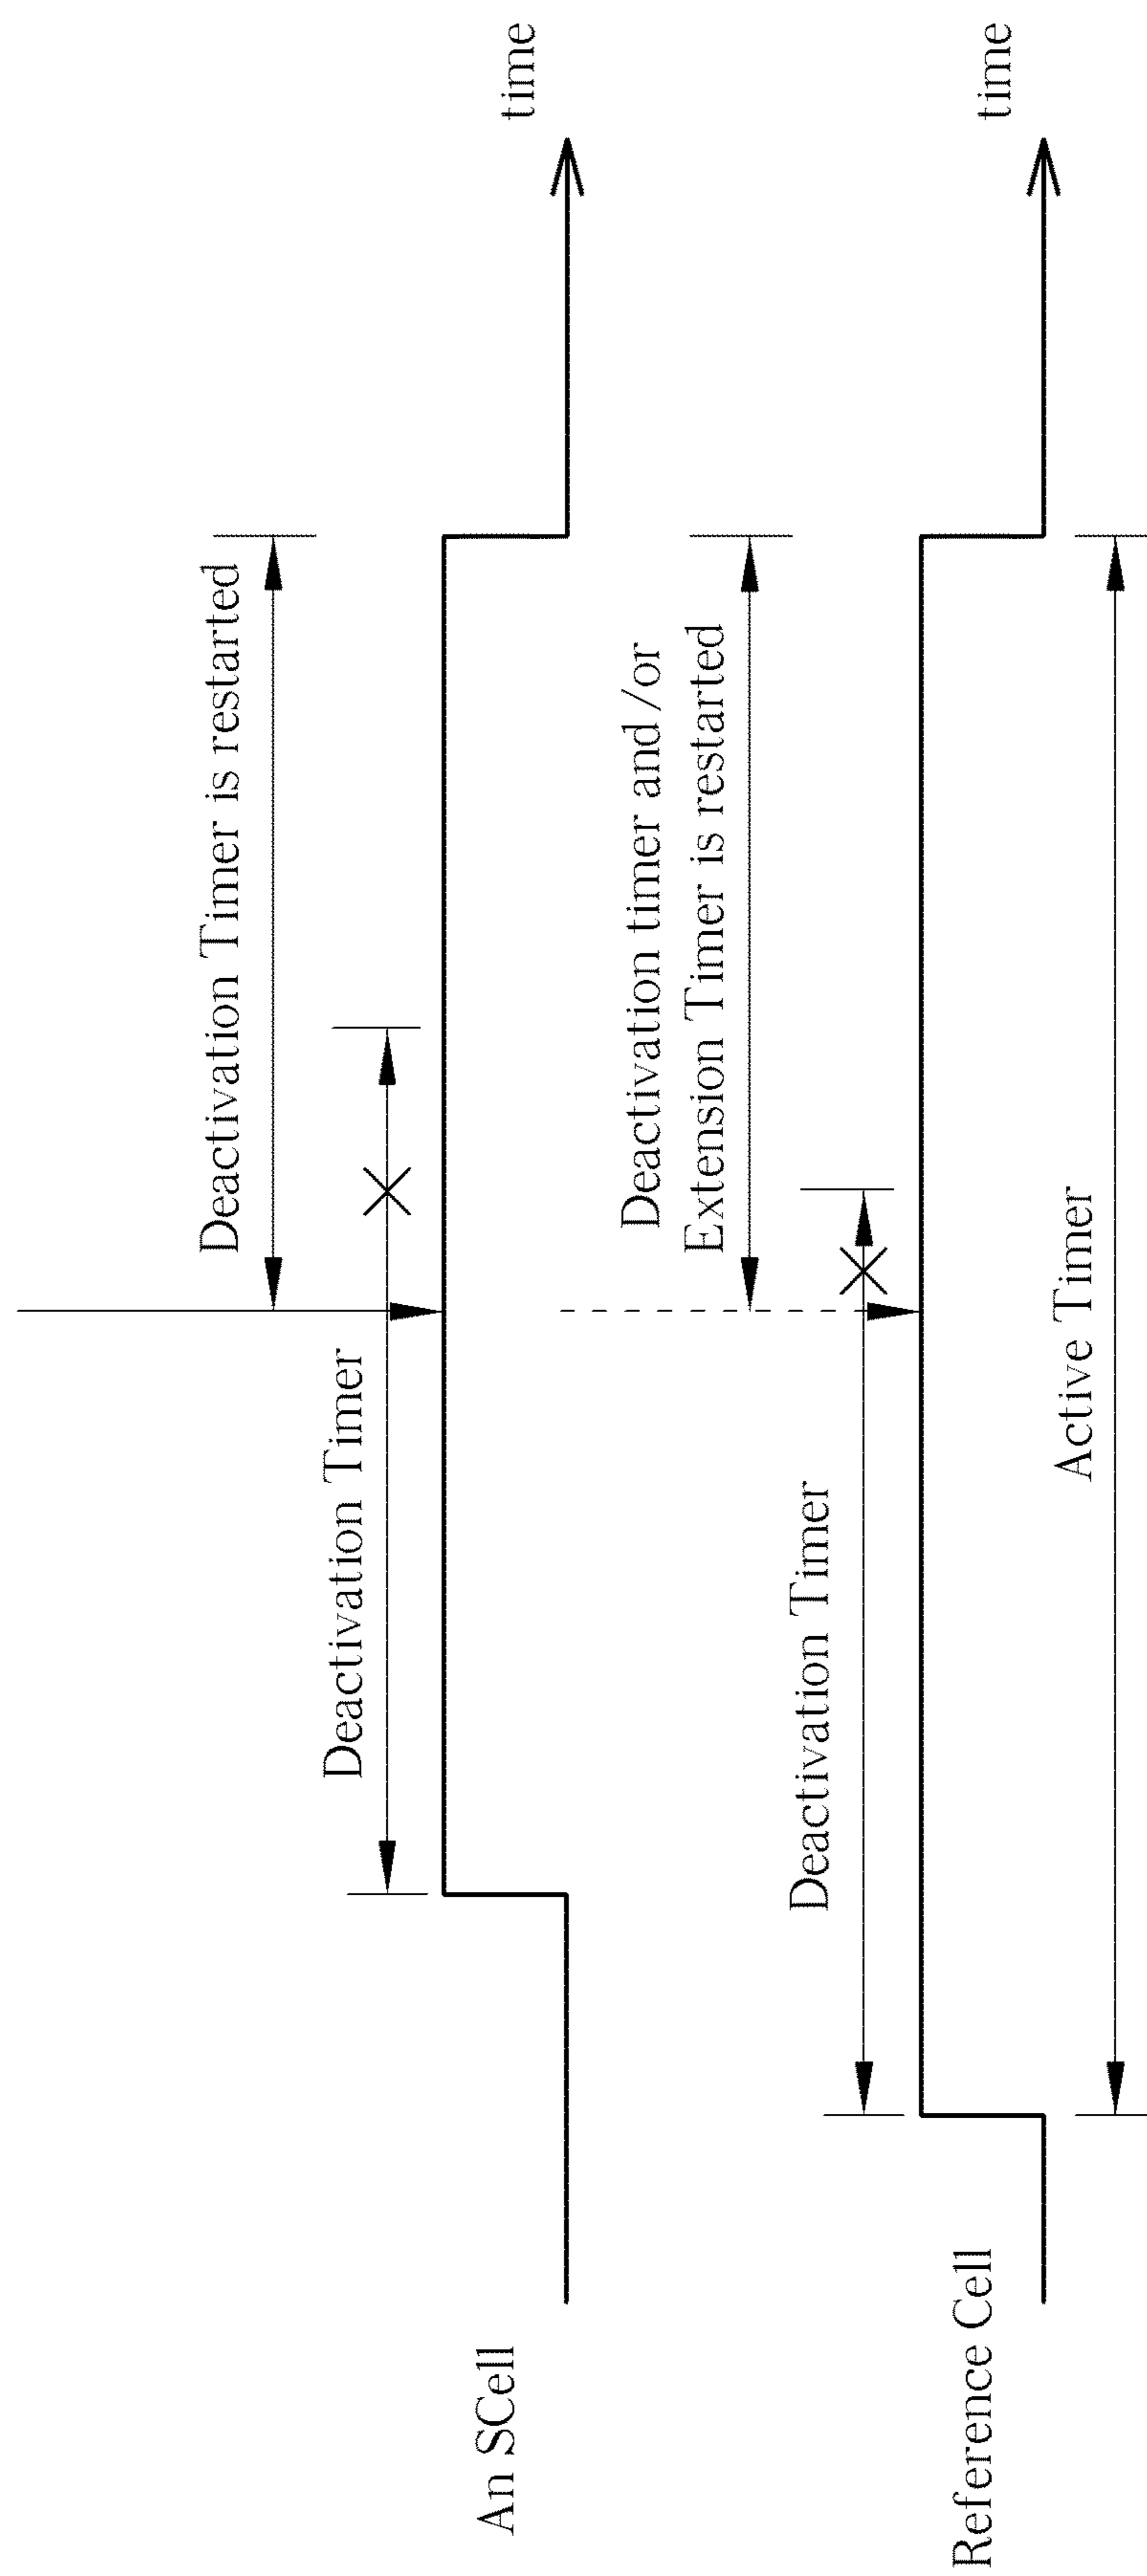 Deactivation Timer is restarted
Deactivation Timer
An SCell
time
Deactivation timer and/or
Extension Timer is restarted
Deactivation Timer
Reference Cell
time
Active Timer